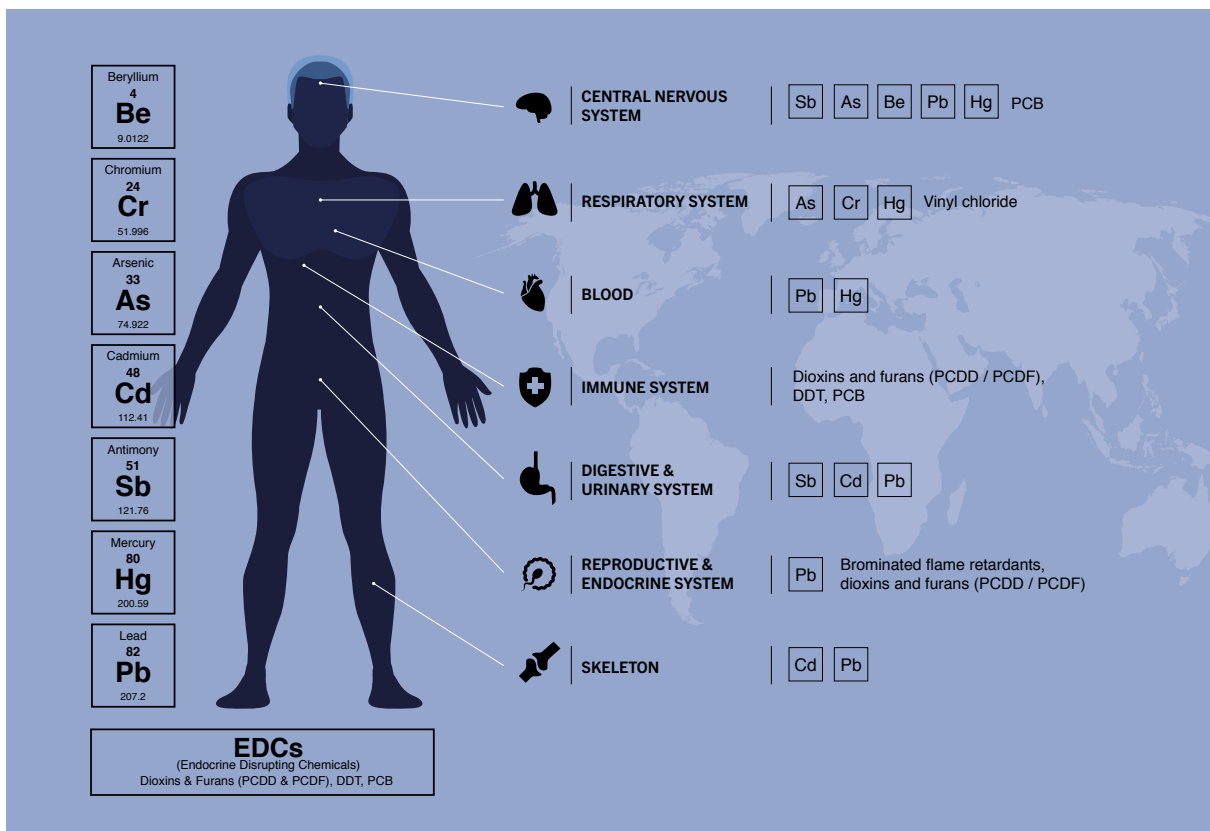 Beryllium
4
Be
9.0122
Chromium
24
Cr
51.996
Arsenic
33
As
74.922
Cadmium
48
Cd
112.41
Antimony
51
Sb
121.76
Mercury
80
Hg
200.59
Lead
82
Pb
207.2
EDCs
(Endocrine Disrupting Chemicals)
Dioxins & Furans (PCDD & PCDF), DDT, PCB
CENTRAL NERVOUS
SYSTEM
Sb As Be Pb Hg PCB
RESPIRATORY SYSTEM
As Cr Hg Vinyl chloride
BLOOD
Pb Hg
IMMUNE SYSTEM
Dioxins and furans (PCDD / PCDF),
DDT, PCB
DIGESTIVE &
URINARY SYSTEM
Sb Cd Pb
REPRODUCTIVE &
ENDOCRINE SYSTEM
Pb
Brominated flame retardants,
dioxins and furans (PCDD / PCDF)
SKELETON
Cd Pb